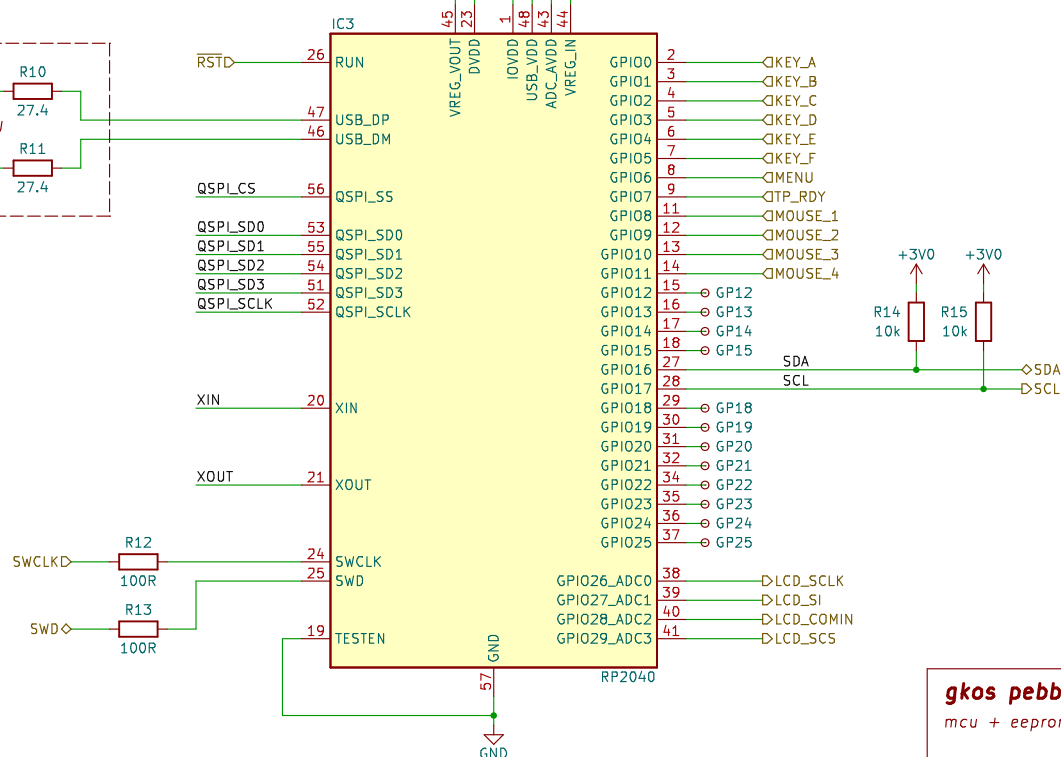 IC3
45 VREG_VOUT
23 DVDD
1 IOVDD
48 USB_VDD
43 ADC_AVDD
44 VREG_IN
RST 26 RUN
R10
27.4
47 USB_DP
46 USB_DM
R11
27.4
QSPI_CS 56 QSPI_SS
QSPI_SD0 53 QSPI_SD0
QSPI_SD1 55 QSPI_SD1
QSPI_SD2 54 QSPI_SD2
QSPI_SD3 51 QSPI_SD3
QSPI_SCLK 52 QSPI_SCLK
XIN 20 XIN
XOUT 21 XOUT
R12
SWCLK 24 SWCLK
100R
25 SWD
R13
SWD
100R
19 TESTEN
GPIO0 2 KEY_A
GPIO1 3 KEY_B
GPIO2 4 KEY_C
GPIO3 5 KEY_D
GPIO4 6 KEY_E
GPIO5 7 KEY_F
GPIO6 8 MENU
GPIO7 9 TP_RDY
GPIO8 11 MOUSE_1
GPIO9 12 MOUSE_2
GPIO10 13 MOUSE_3
GPIO11 14 MOUSE_4
GPIO12 15 GP12
GPIO13 16 GP13
GPIO14 17 GP14
GPIO15 18 GP15
GPIO16 27 SDA SDA
GPIO17 28 SCL SCL
GPIO18 29 GP18
GPIO19 30 GP19
GPIO20 31 GP20
GPIO21 32 GP21
GPIO22 34 GP22
GPIO23 35 GP23
GPIO24 36 GP24
GPIO25 37 GP25
GPIO26_ADC0 38 LCD_SCLK
GPIO27_ADC1 39 LCD_SI
GPIO28_ADC2 40 LCD_COMIN
GPIO29_ADC3 41 LCD_SCS
+3V0 +3V0
R14 R15
10k 10k
GND
57
RP2040
GND
gkos pebb
mcu + eepro